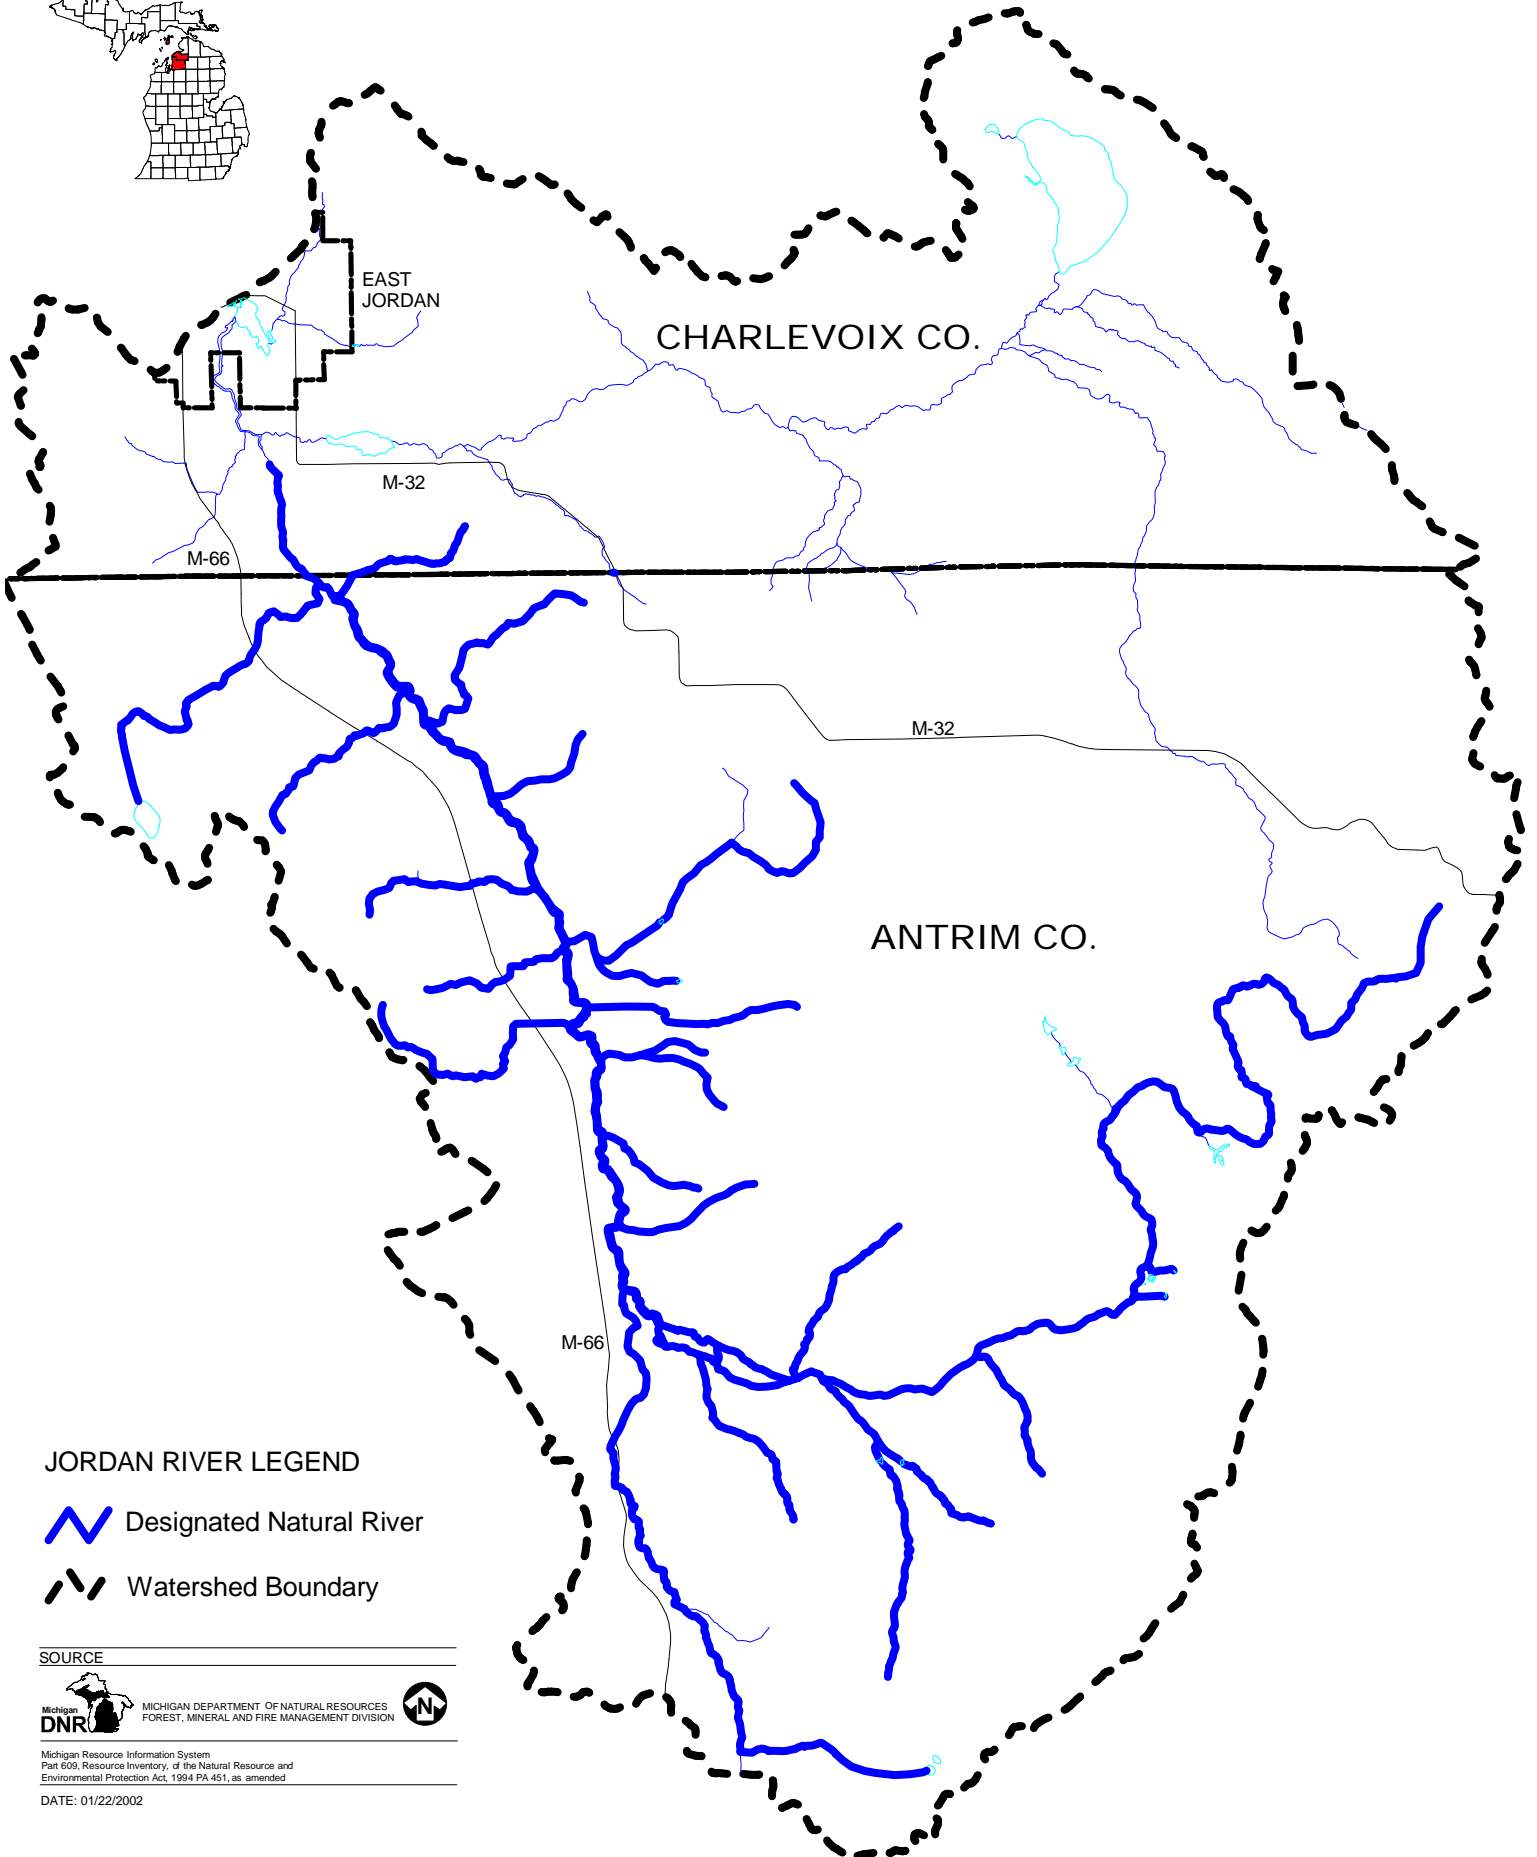 EAST
JORDAN
CHARLEVOIX CO.
M-32
M-66
M-32
ANTRIM CO.
M-66
JORDAN RIVER LEGEND
Designated Natural River
Watershed Boundary
SOURCE
Michigan
DNR
MICHIGAN DEPARTMENT OF NATURAL RESOURCES
FOREST, MINERAL AND FIRE MANAGEMENT DIVISION
N
Michigan Resource Information System
Part 609, Resource Inventory, of the Natural Resource and
Environmental Protection Act, 1994 PA 451, as amended
DATE: 01/22/2002